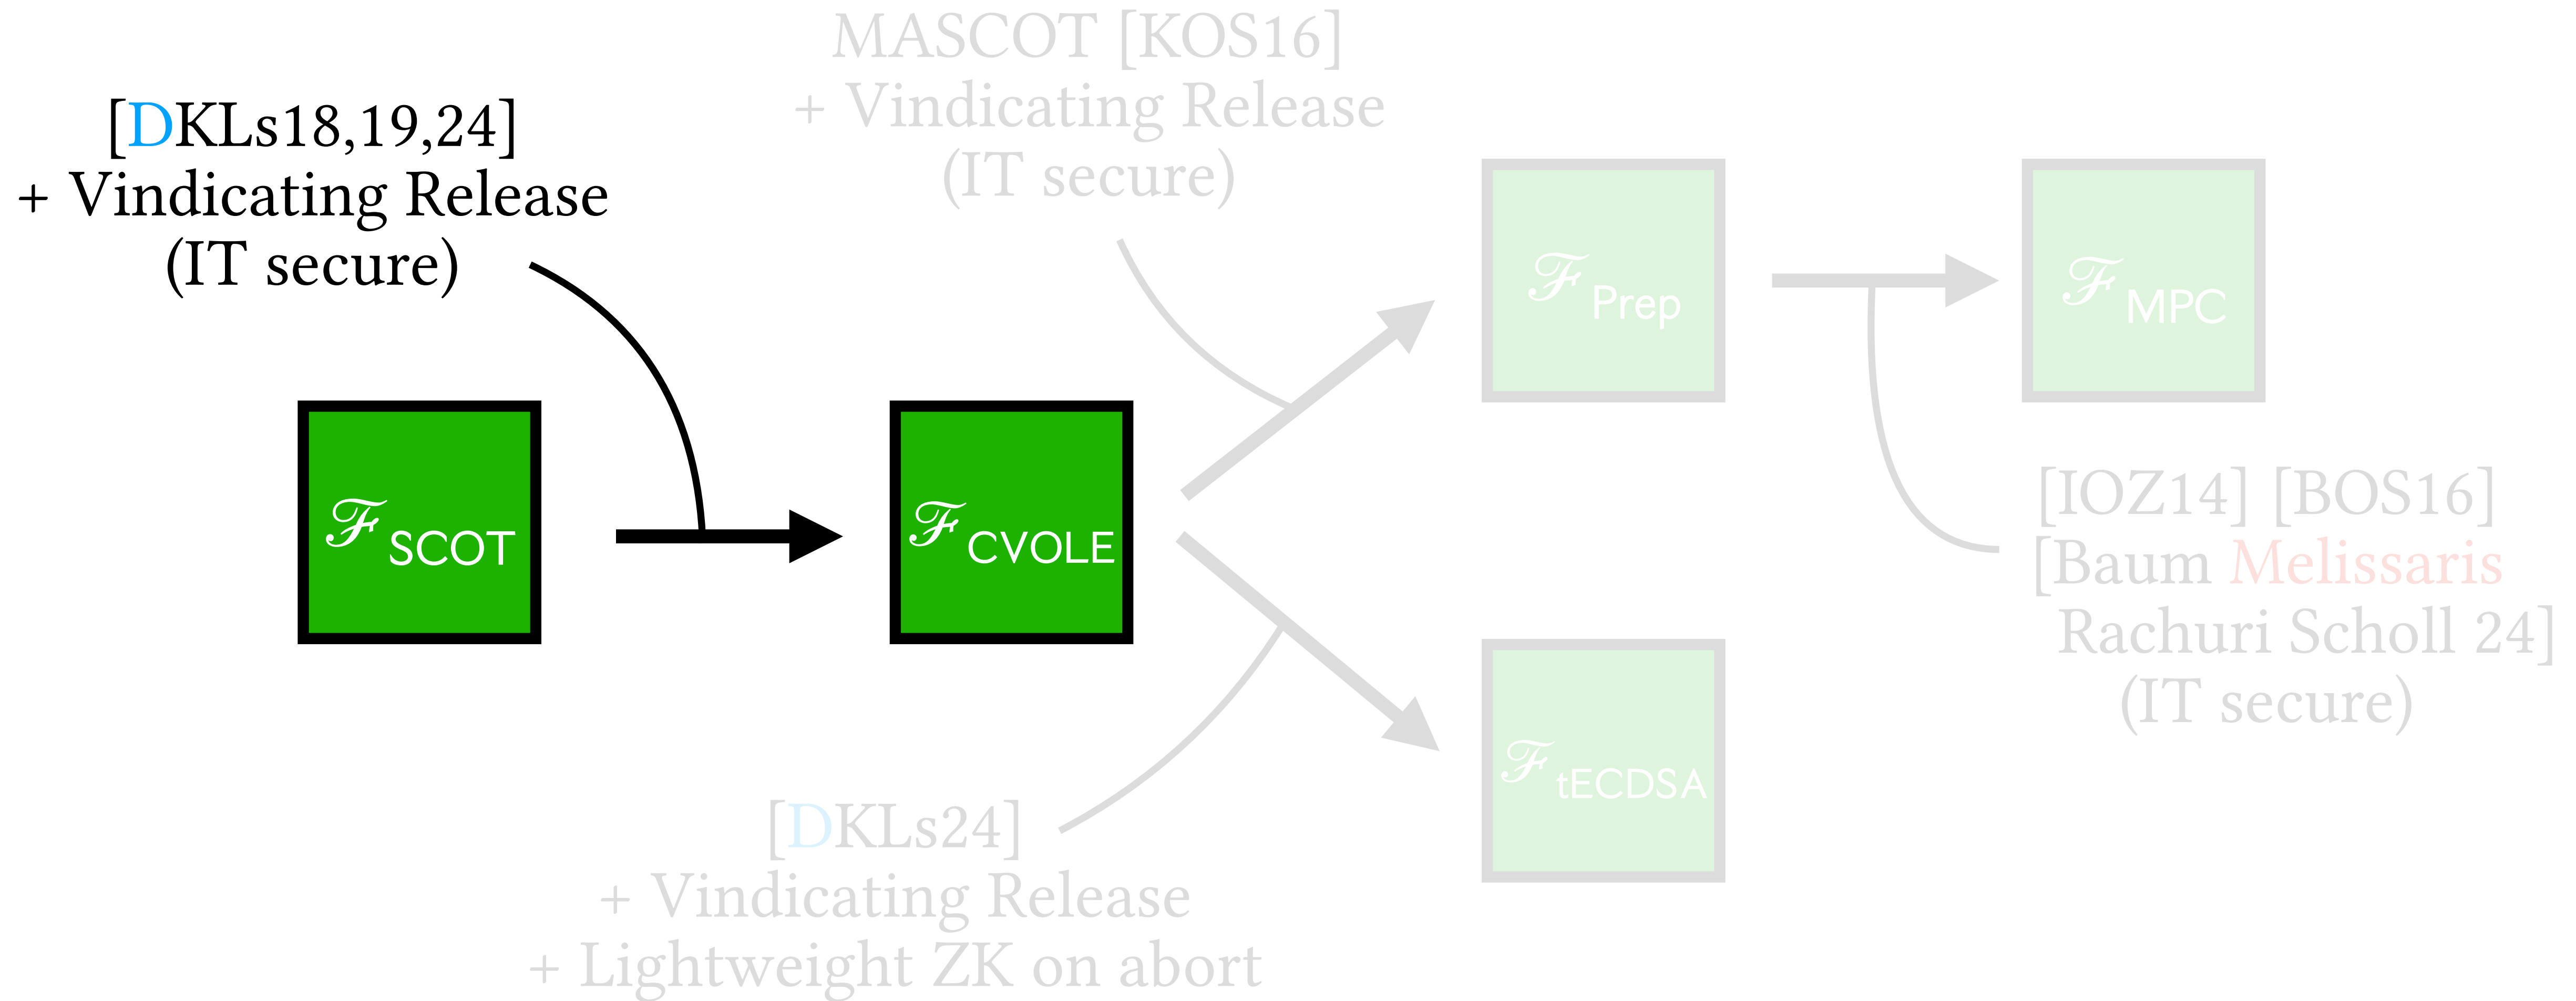 MASCOT [KOS16]
+ Vindicating Release
(IT secure)
[DKLs18,19,24]
+ Vindicating Release
(IT secure)
ℱ SCOT
ℱ CVOLE
ℱ Prep
ℱ MPC
[IOZ14] [BOS16]
[Baum Melissaris
Rachuri Scholl 24]
(IT secure)
ℱ tECDSA
[DKLs24]
+ Vindicating Release
+ Lightweight ZK on abort